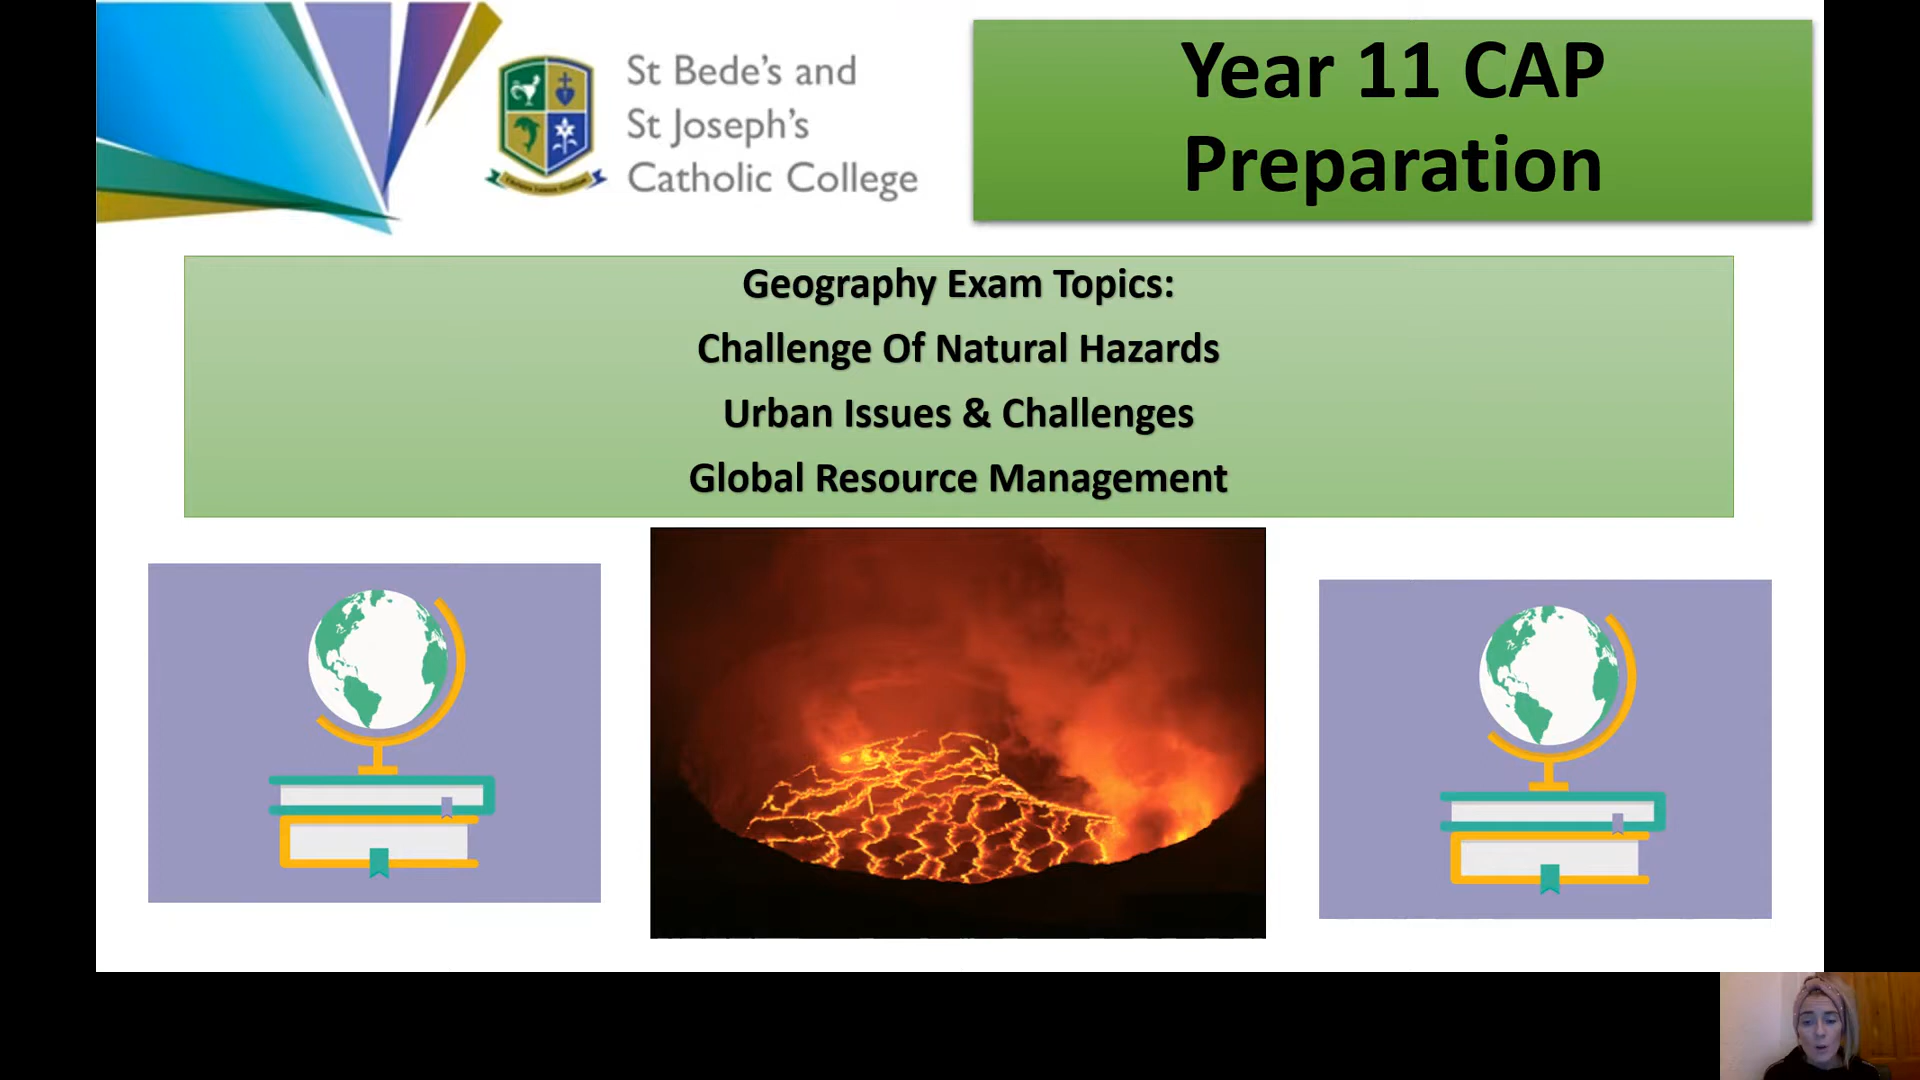 St Bede's and
St Joseph's
Catholic College
Year 11 CAP
Preparation
Geography Exam Topics:
Challenge Of Natural Hazards
Urban Issues & Challenges
Global Resource Management